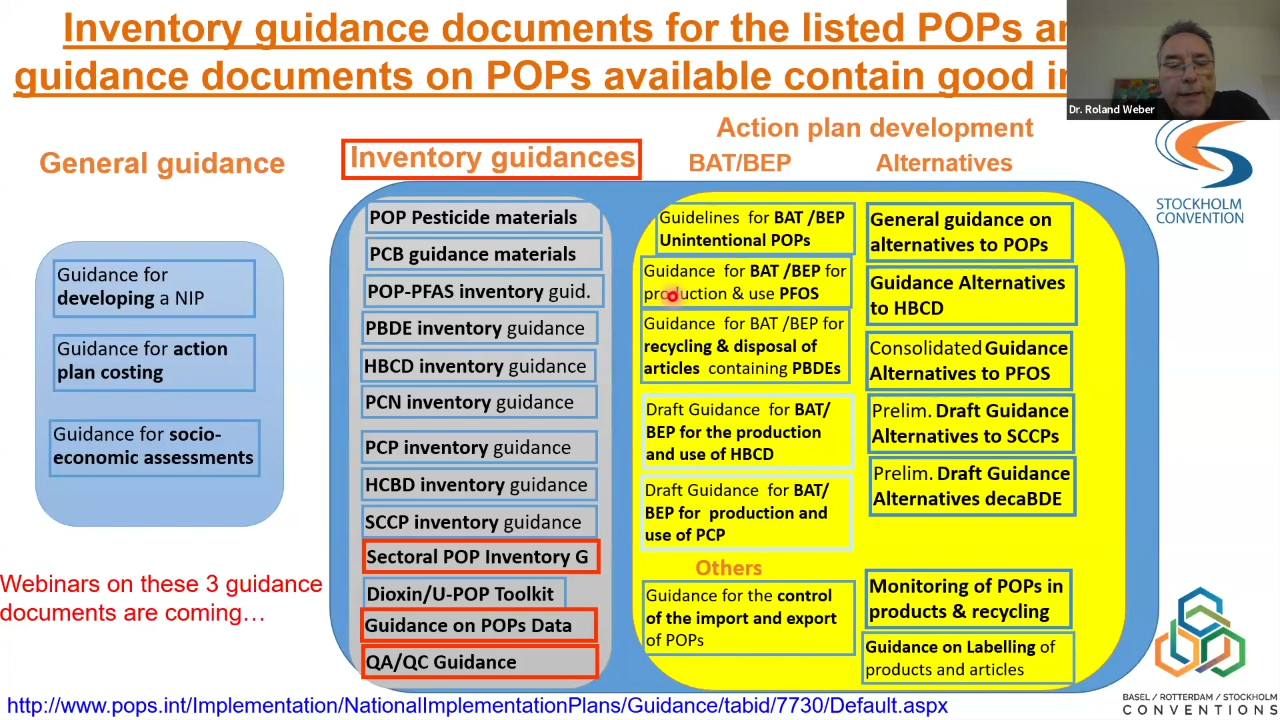 Inventory guidance documents for the listed POPs
guidance documents on POPs available contain good
Dr. Roland Weber
General guidance
Inventory guidances
Action plan development
BAT/BEP
Alternatives
STOCKHOLM
CONVENTION
Guidance for
developing a NIP
Guidance for action
plan costing
Guidance for socio-
economic assessments
Webinars on these 3 guidance
documents are coming…
POP Pesticide materials
PCB guidance materials
POP-PFAS inventory guid.
PBDE inventory guidance
HBCD inventory guidance
PCN inventory guidance
PCP inventory guidance
HCBD inventory guidance
SCCP inventory guidance
Sectoral POP Inventory G
Dioxin/U-POP Toolkit
Guidance on POPs Data
QA/QC Guidance
Guidelines for BAT /BEP
Unintentional POPs
Guidance for BAT /BEP for
production & use PFOS
Guidance for BAT /BEP for
recycling & disposal of
articles containing PBDEs
Draft Guidance for BAT/
BEP for the production
and use of HBCD
Draft Guidance for BAT/
BEP for production and
use of PCP
Others
Guidance for the control
of the import and export
of POPs
General guidance on
alternatives to POPs
Guidance Alternatives
to HBCD
Consolidated Guidance
Alternatives to PFOS
Prelim. Draft Guidance
Alternatives to SCCPs
Prelim. Draft Guidance
Alternatives decaBDE
Monitoring of POPs in
products & recycling
Guidance on Labelling of
products and articles
http://www.pops.int/Implementation/NationalImplementationPlans/Guidance/tabid/7730/Default.aspx
BASEL / ROTTERDAM / STOCKHOLM
CONVENTIONS